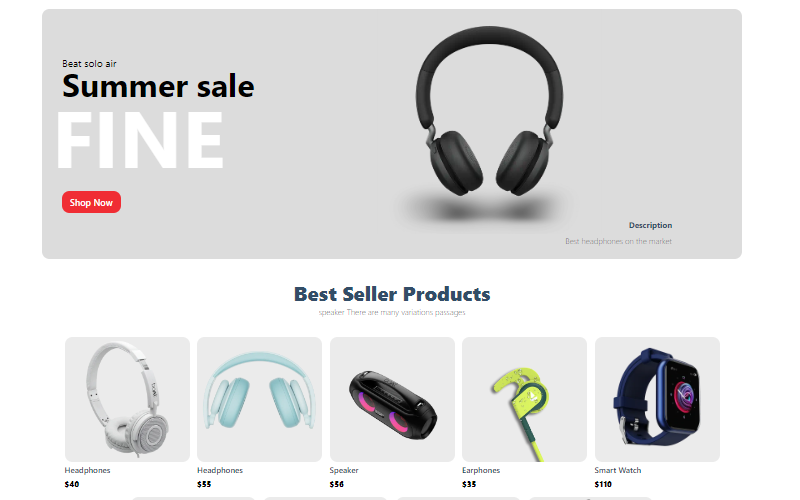 Beat solo air
Summer sale
FINE
Shop Now
Description
Best headphones on the market
Best Seller Products
speaker There are many variations passages
Headphones
$40
Headphones
$55
Speaker
$56
Earphones
$35
Smart Watch
$110